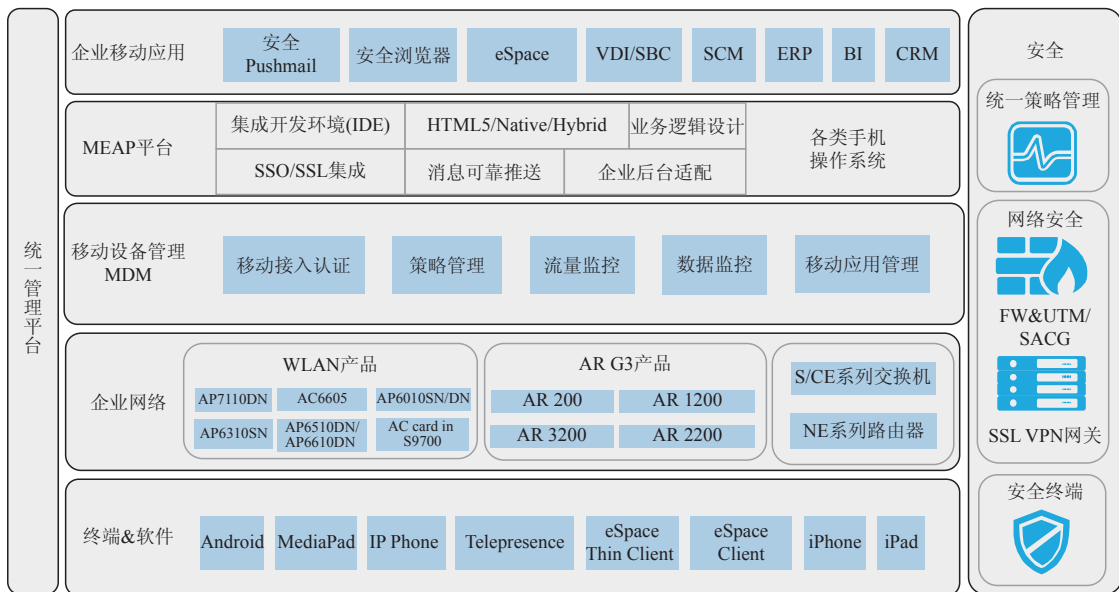 统一管理平台
企业移动应用
安全
Pushmail
安全浏览器
eSpace
VDI/SBC
SCM
ERP
BI
CRM
MEAP平台
集成开发环境(IDE)
HTML5/Native/Hybrid
业务逻辑设计
SSO/SSL集成
消息可靠推送
企业后台适配
各类手机
操作系统
移动设备管理
MDM
移动接入认证
策略管理
流量监控
数据监控
移动应用管理
企业网络
WLAN产品
AP7110DN
AC6605
AP6010SN/DN
AP6310SN
AP6510DN/
AP6610DN
AC card in
S9700
AR G3产品
AR 200
AR 1200
AR 3200
AR 2200
S/CE系列交换机
NE系列路由器
终端&软件
Android
MediaPad
IP Phone
Telepresence
eSpace
Thin Client
eSpace
Client
iPhone
iPad
安全
统一策略管理
网络安全
FW&UTM/
SACG
SSL VPN网关
安全终端